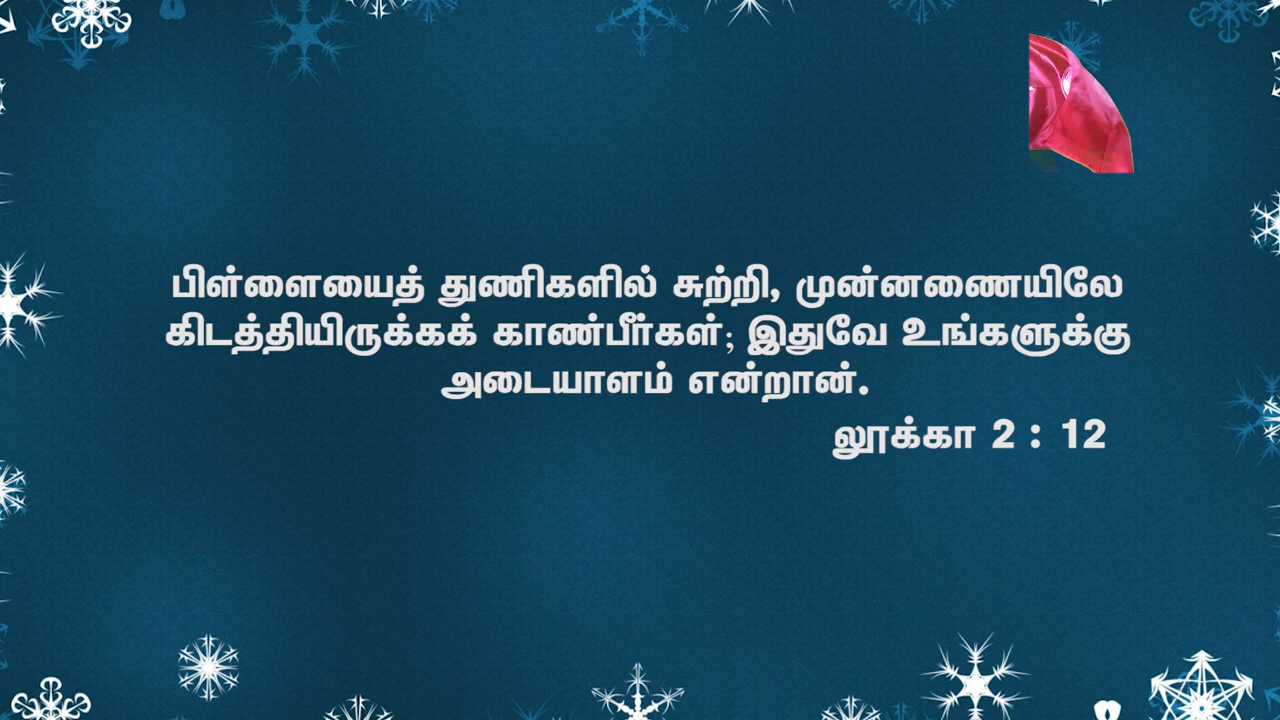 பிள்ளையைத் துணிகளில் சுற்றி, முன்னணையிலே
கிடத்தியிருக்கக் காண்பீர்கள்; இதுவே உங்களுக்கு
அடையாளம் என்றான்.
லூக்கா 2 : 12